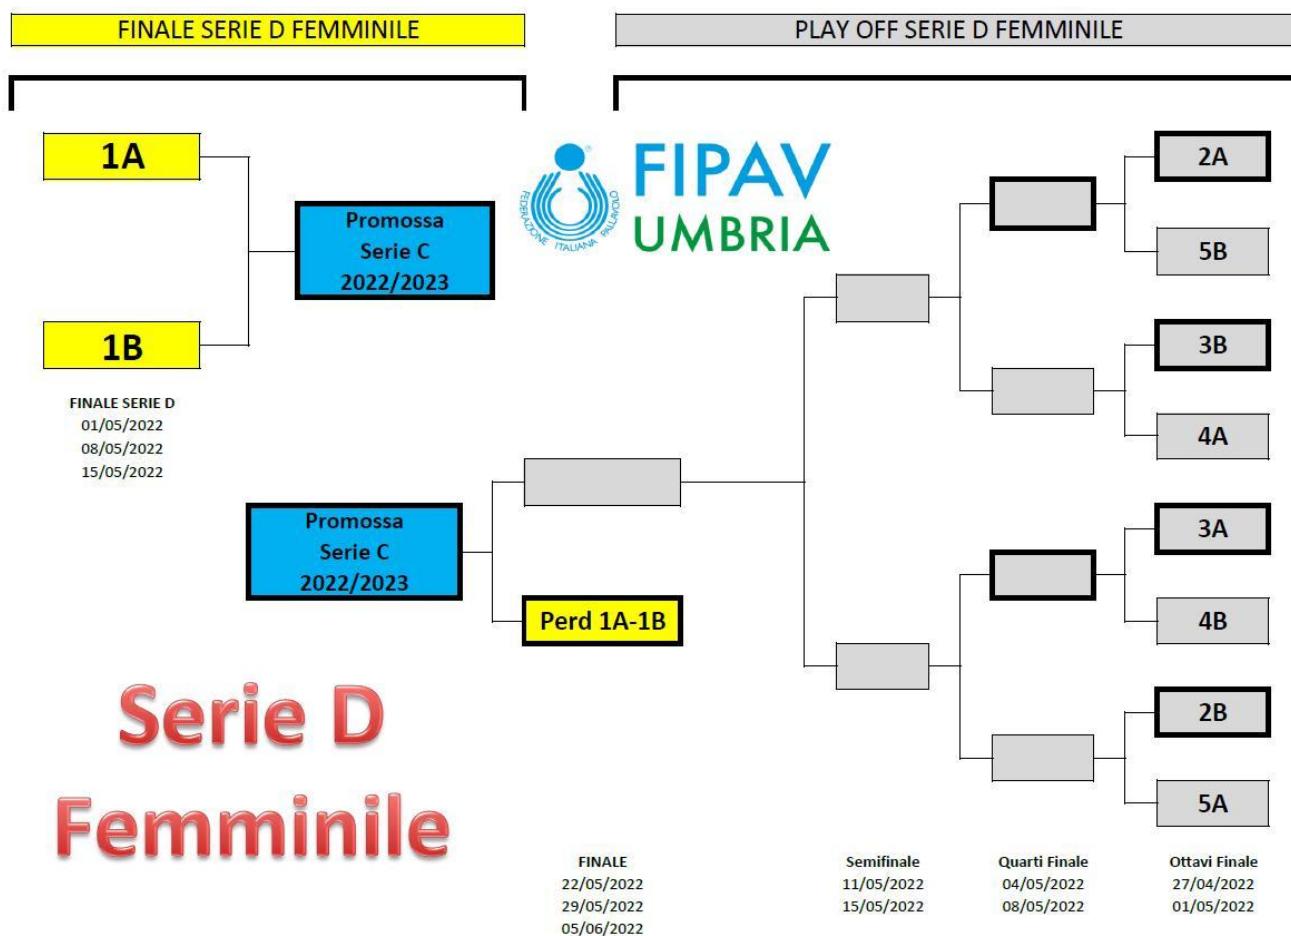 FINALE SERIE D FEMMINILE
PLAY OFF SERIE D FEMMINILE
1A
1B
Promossa
Serie C
2022/2023
FINALE SERIE D
01/05/2022
08/05/2022
15/05/2022
FEDERAZIONE ITALIANA PALLAVOLO
®
FIPAV
UMBRIA
2A
5B
3B
4A
3A
4B
2B
5A
Promossa
Serie C
2022/2023
Perd 1A-1B
Serie D
Femminile
FINALE
22/05/2022
29/05/2022
05/06/2022
Semifinale
11/05/2022
15/05/2022
Quarti Finale
04/05/2022
08/05/2022
Ottavi Finale
27/04/2022
01/05/2022